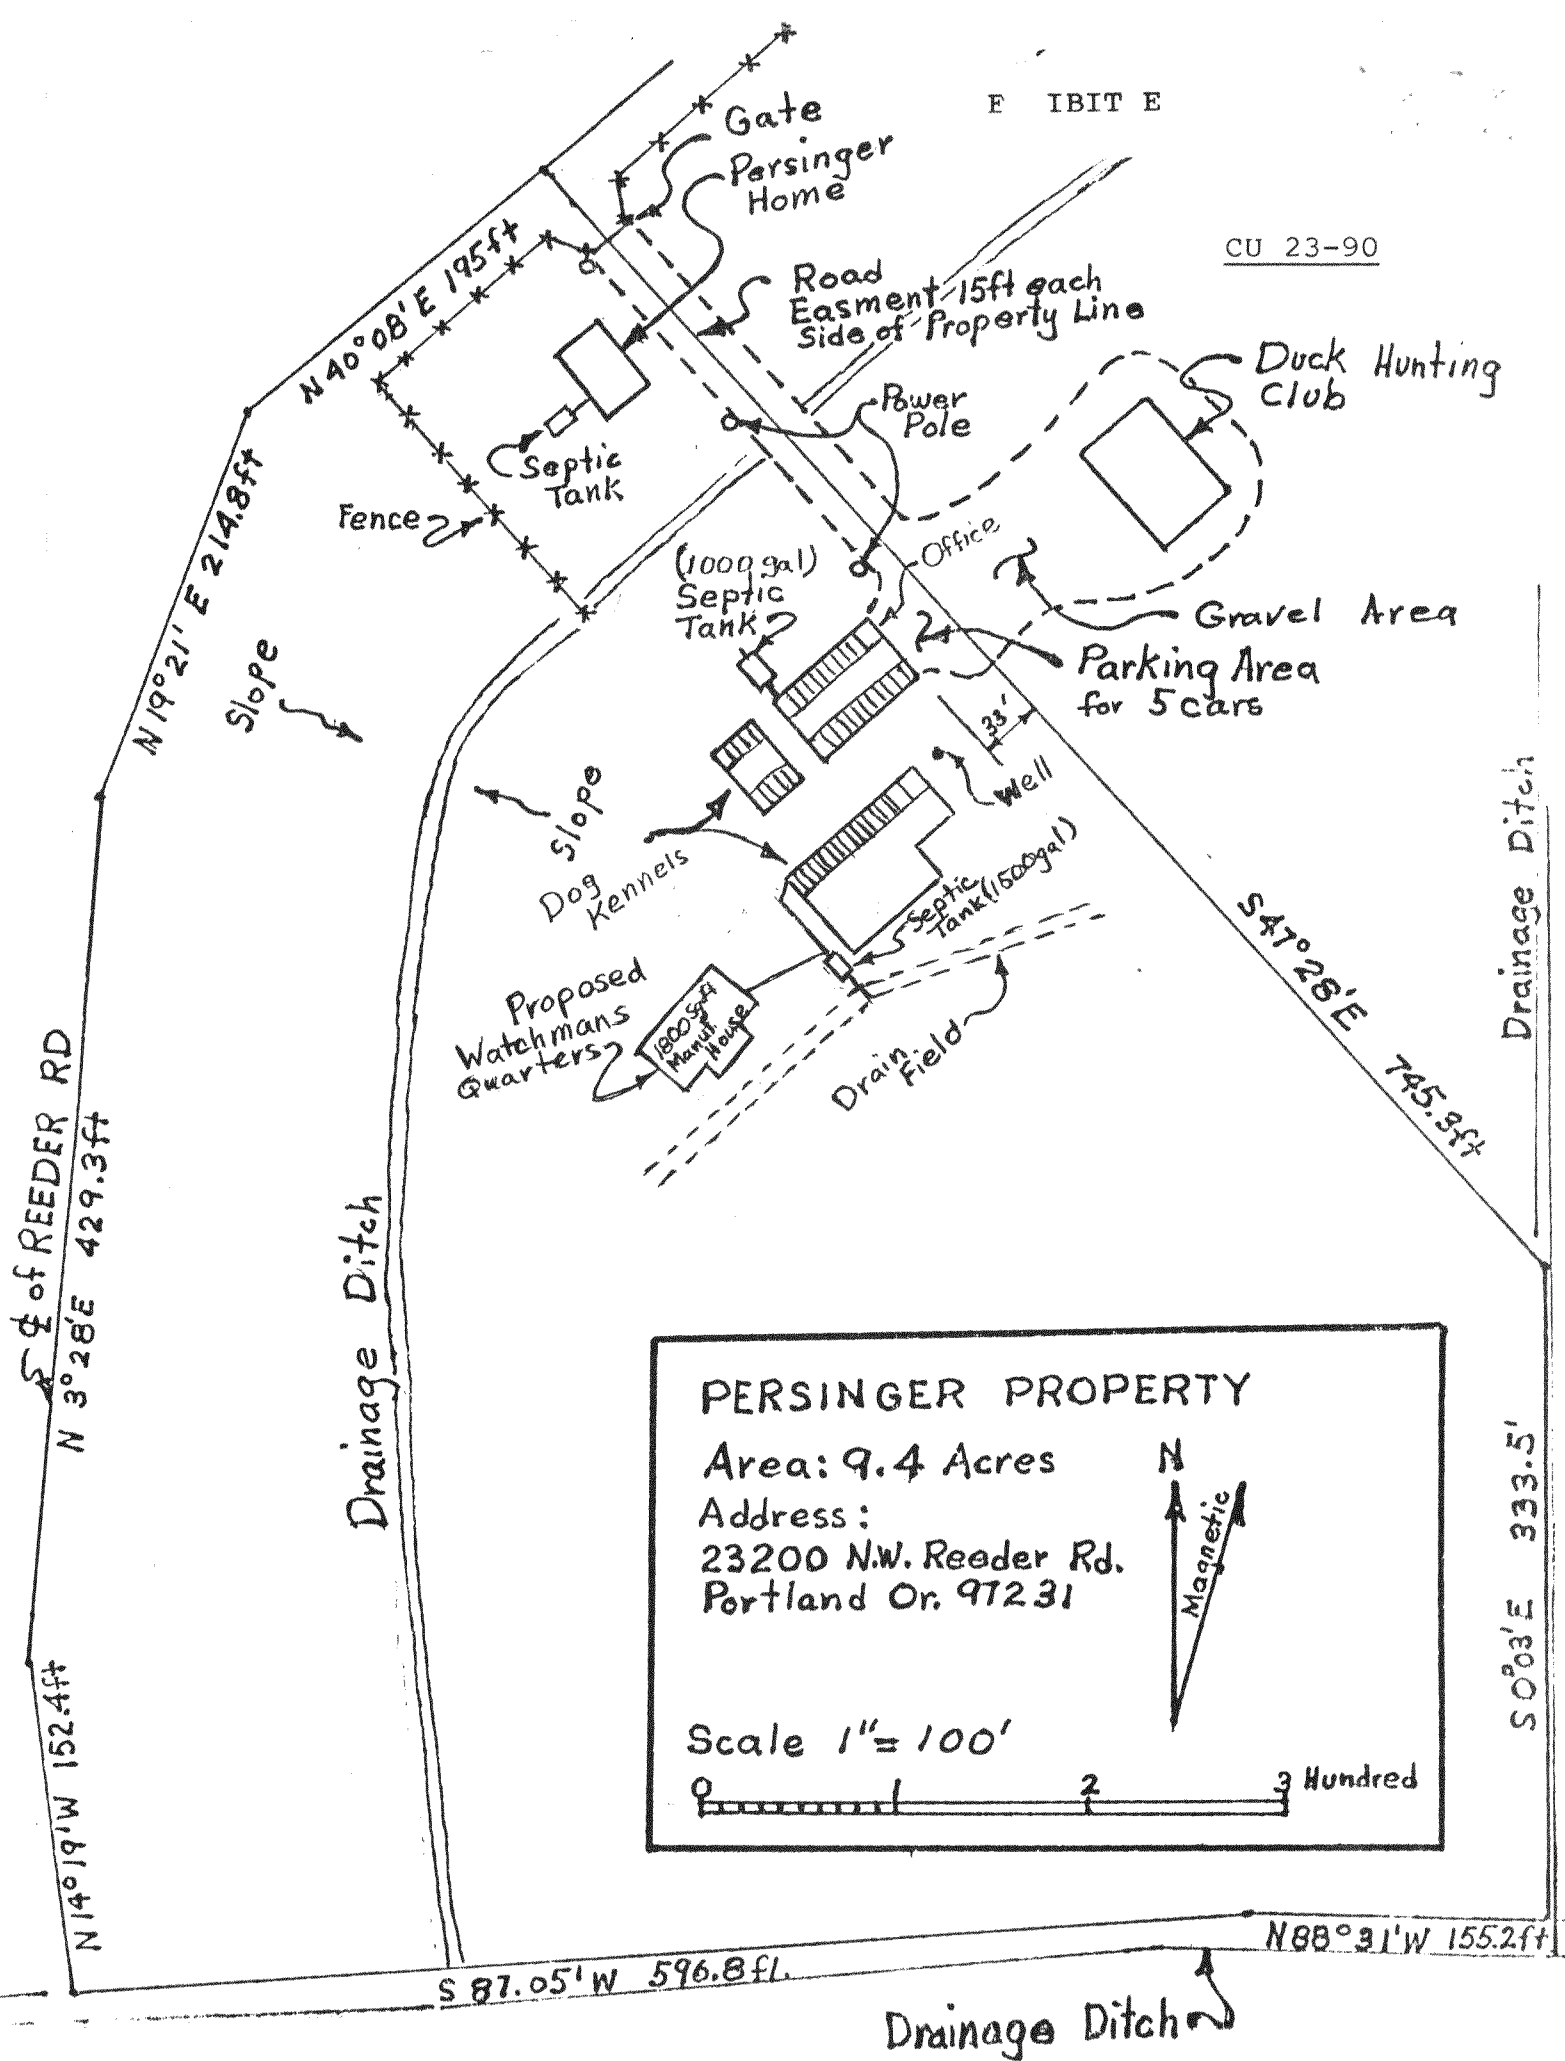 F IBIT E
CU 23-90
Gate
Persinger
Home
Road
Easment 15ft each
Side of Property Line
N 40°08'E 195ft
Duck Hunting
Club
Power
Pole
Septic
Tank
Fence
N 19°21' E 214.8ft
Office
(1000 gal)
Septic
Tank
Gravel Area
Parking Area
for 5 cars
33'
Well
Slope
Slope
Dog
Kennels
Septic
Tank (1500gal)
Drainage Ditch
S47°28'E 745.3ft
Proposed
Watchmans
Quarters
1800 Sq.ft
Manuf.
House
Drain
Field
℄ of REEDER RD
N 3°28'E 429.3ft
Drainage Ditch
PERSINGER PROPERTY
Area: 9.4 Acres
Address:
23200 N.W. Reeder Rd.
Portland Or. 97231
N
Magnetic
Scale 1"= 100'
0 1 2 3 Hundred
S 0°03'E 333.5'
N 14°19'W 152.4ft
S 87.05'W 596.8ft.
N88°31'W 155.2ft
Drainage Ditch